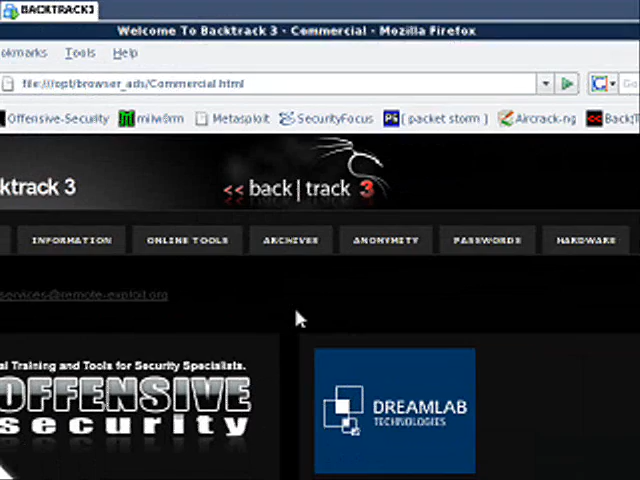 BACKTRACK3
Welcome To Backtrack 3 - Commercial - Mozilla Firefox
okmarks Tools Help
file:///opt/browser_ads/Commercial.html
Go
Offensive-Security milw0rm Metasploit SecurityFocus [ packet storm ] Aircrack-ng BackT
ktrack 3
<< back | track 3
INFORMATION ONLINE TOOLS ARCHIVES ANONYMITY PASSWORDS HARDWARE
services@remote-exploit.org
al Training and Tools for Security Specialists.
OFFENSIVE
security
DREAMLAB
TECHNOLOGIES